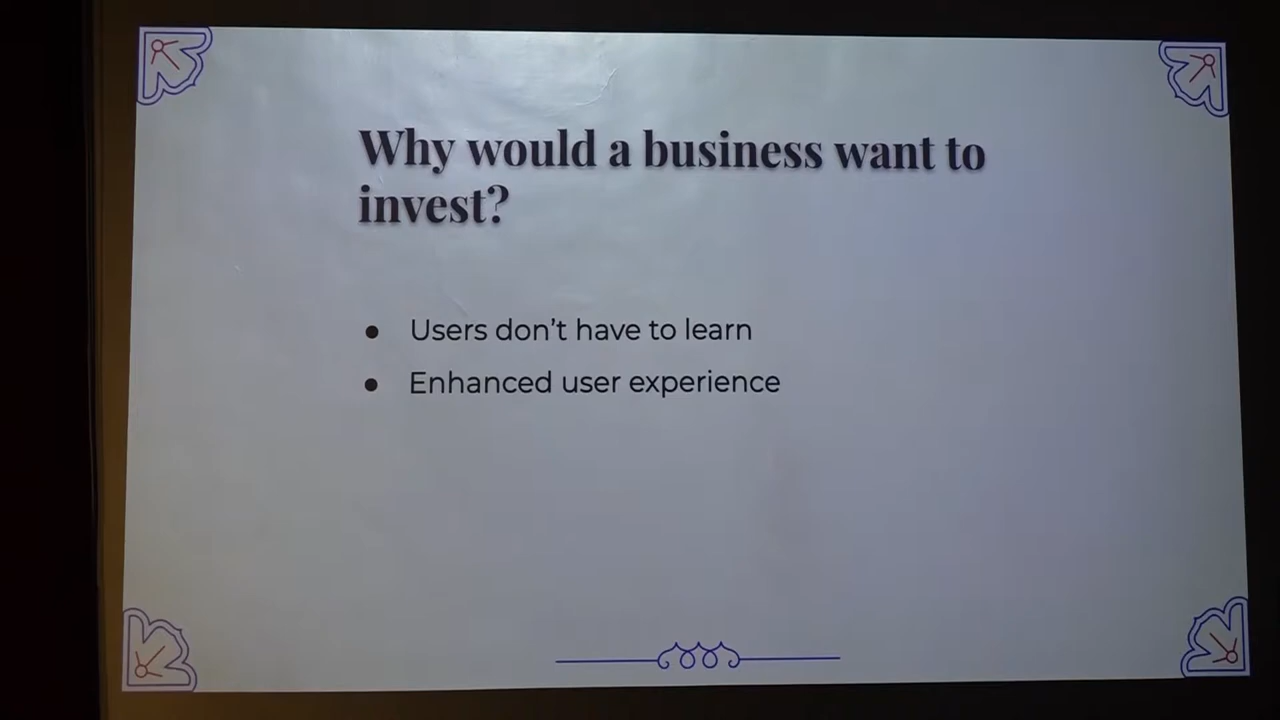 Why would a business want to
invest?
● Users don't have to learn
● Enhanced user experience